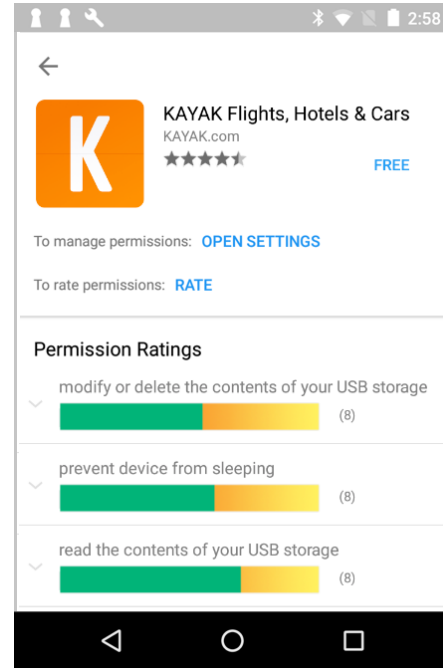 2:58
K
KAYAK Flights, Hotels & Cars
KAYAK.com
FREE
To manage permissions: OPEN SETTINGS
To rate permissions: RATE
Permission Ratings
modify or delete the contents of your USB storage
(8)
prevent device from sleeping
(8)
read the contents of your USB storage
(8)